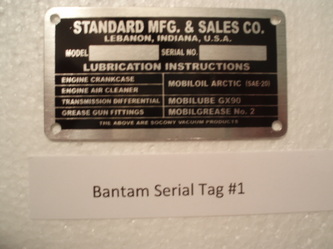 STANDARD MFG. & SALES CO.
LEBANON, INDIANA, U.S.A.
MODEL SERIAL NO.
LUBRICATION INSTRUCTIONS
ENGINE CRANKCASE
ENGINE AIR CLEANER
MOBILOIL ARCTIC (SAE-20)
TRANSMISSION DIFFERENTIAL MOBILUBE GX90
GREASE GUN FITTINGS MOBILGREASE No. 2
THE ABOVE ARE SOCONY VACUUM PRODUCTS
Bantam Serial Tag #1